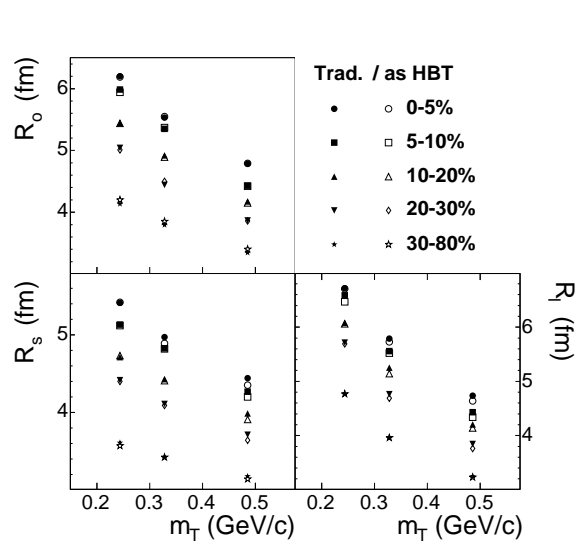 Trad. / as HBT
0-5%
5-10%
10-20%
20-30%
30-80%
R_o (fm)
6
5
4
R_s (fm)
5
4
R_l (fm)
6
5
4
0.2 0.3 0.4 0.5
0.2 0.3 0.4 0.5
m_T (GeV/c)
m_T (GeV/c)